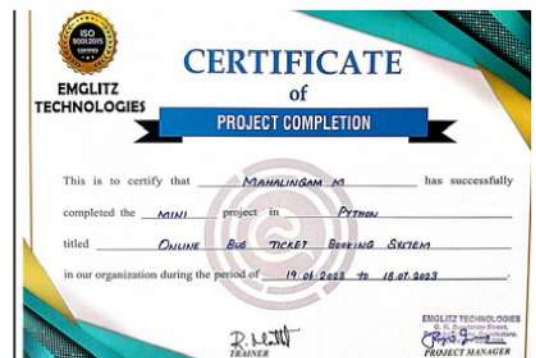 ISO
9001:2015
EMGLITZ
TECHNOLOGIES
CERTIFICATE
of
PROJECT COMPLETION
This is to certify that MAHALINGAM M has successfully
completed the MINI project in PYTHON
titled ONLINE BUS TICKET BOOKING SYSTEM
in our organization during the period of 19.06.2023 to 18.07.2023.
EMGLITZ TECHNOLOGIES
TRAINER
PROJECT MANAGER